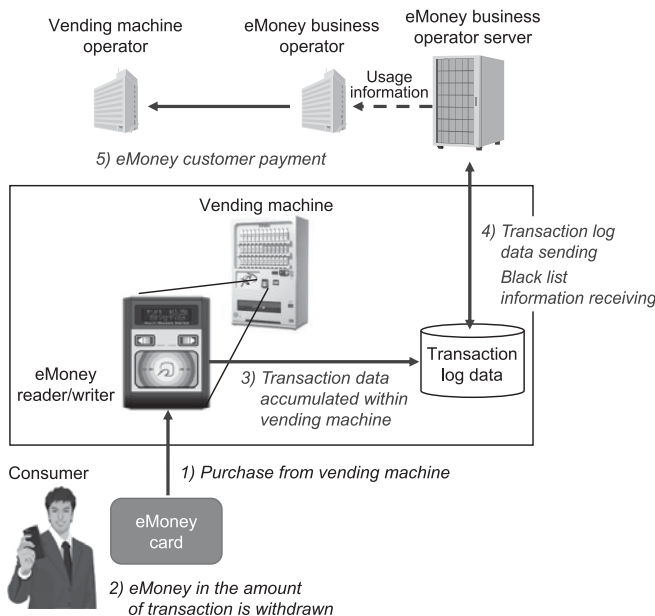 Vending machine
operator
eMoney business
operator
eMoney business
operator server
Usage
information
5) eMoney customer payment
Vending machine
4) Transaction log
data sending
Black list
information receiving
eMoney
reader/writer
3) Transaction data
accumulated within
vending machine
Transaction
log data
Consumer
1) Purchase from vending machine
eMoney
card
2) eMoney in the amount
of transaction is withdrawn